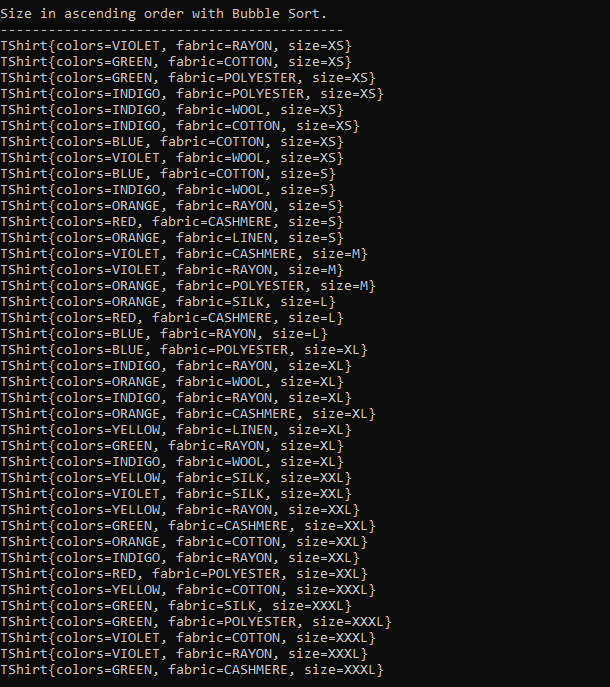 Size in ascending order with Bubble Sort.
-------------------------------------------
TShirt{colors=VIOLET, fabric=RAYON, size=XS}
TShirt{colors=GREEN, fabric=COTTON, size=XS}
TShirt{colors=GREEN, fabric=POLYESTER, size=XS}
TShirt{colors=INDIGO, fabric=POLYESTER, size=XS}
TShirt{colors=INDIGO, fabric=WOOL, size=XS}
TShirt{colors=INDIGO, fabric=COTTON, size=XS}
TShirt{colors=BLUE, fabric=COTTON, size=XS}
TShirt{colors=VIOLET, fabric=WOOL, size=XS}
TShirt{colors=BLUE, fabric=COTTON, size=S}
TShirt{colors=INDIGO, fabric=WOOL, size=S}
TShirt{colors=ORANGE, fabric=RAYON, size=S}
TShirt{colors=RED, fabric=CASHMERE, size=S}
TShirt{colors=ORANGE, fabric=LINEN, size=S}
TShirt{colors=VIOLET, fabric=CASHMERE, size=M}
TShirt{colors=VIOLET, fabric=RAYON, size=M}
TShirt{colors=ORANGE, fabric=POLYESTER, size=M}
TShirt{colors=ORANGE, fabric=SILK, size=L}
TShirt{colors=RED, fabric=CASHMERE, size=L}
TShirt{colors=BLUE, fabric=RAYON, size=L}
TShirt{colors=BLUE, fabric=POLYESTER, size=XL}
TShirt{colors=INDIGO, fabric=RAYON, size=XL}
TShirt{colors=ORANGE, fabric=WOOL, size=XL}
TShirt{colors=INDIGO, fabric=RAYON, size=XL}
TShirt{colors=ORANGE, fabric=CASHMERE, size=XL}
TShirt{colors=YELLOW, fabric=LINEN, size=XL}
TShirt{colors=GREEN, fabric=RAYON, size=XL}
TShirt{colors=INDIGO, fabric=WOOL, size=XL}
TShirt{colors=YELLOW, fabric=SILK, size=XXL}
TShirt{colors=VIOLET, fabric=SILK, size=XXL}
TShirt{colors=YELLOW, fabric=RAYON, size=XXL}
TShirt{colors=GREEN, fabric=CASHMERE, size=XXL}
TShirt{colors=ORANGE, fabric=COTTON, size=XXL}
TShirt{colors=INDIGO, fabric=RAYON, size=XXL}
TShirt{colors=RED, fabric=POLYESTER, size=XXL}
TShirt{colors=YELLOW, fabric=COTTON, size=XXXL}
TShirt{colors=GREEN, fabric=SILK, size=XXXL}
TShirt{colors=GREEN, fabric=POLYESTER, size=XXXL}
TShirt{colors=VIOLET, fabric=COTTON, size=XXXL}
TShirt{colors=VIOLET, fabric=RAYON, size=XXXL}
TShirt{colors=GREEN, fabric=CASHMERE, size=XXXL}